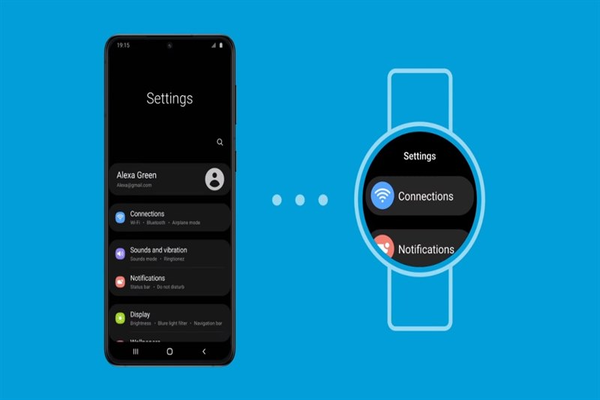 19:15
Settings
Alexa Green
Alexa@gmail.com
Connections
Wi-Fi • Bluetooth • Airplane mode
Sounds and vibration
Sounds mode • Ringtones
Notifications
Status bar • Do not disturb
Display
Brightness • Blue light filter • Navigation bar
Wallpapers
Settings
Connections
Notifications